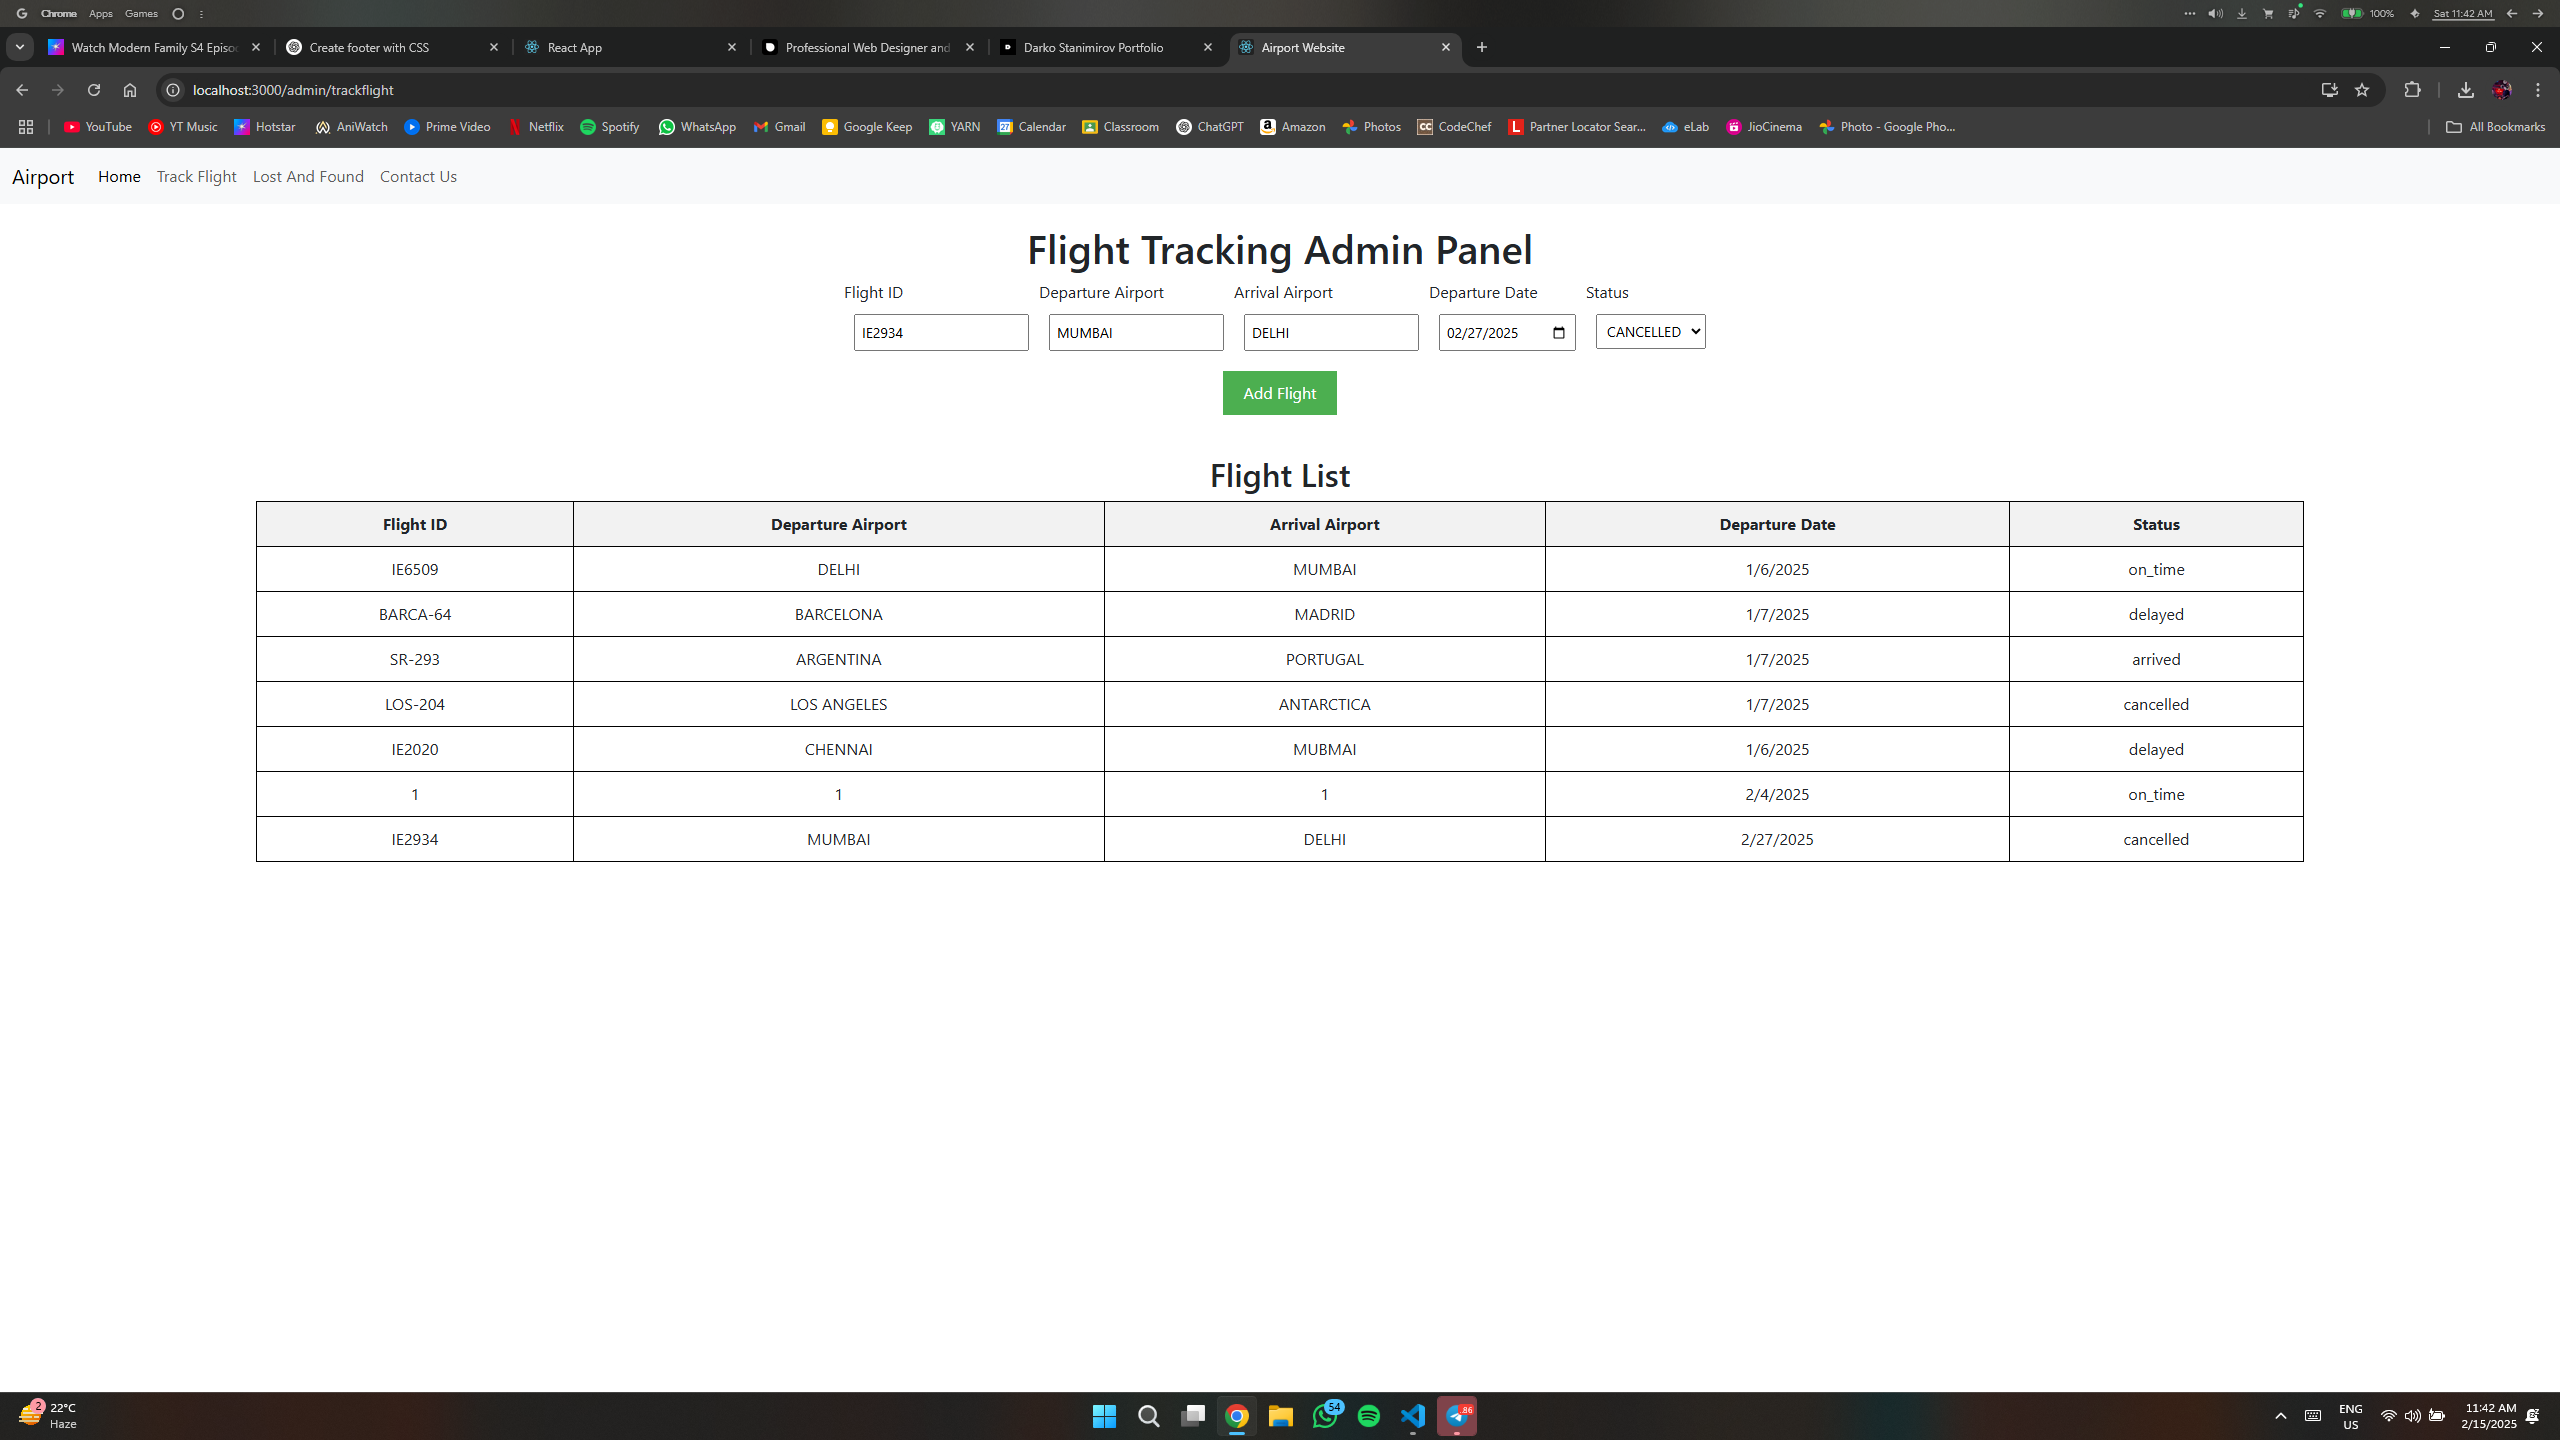 Chrome Apps Games 100% Sat 11:42 AM
Watch Modern Family S4 Episo Create footer with CSS React App Professional Web Designer and Darko Stanimirov Portfolio Airport Website
localhost:3000/admin/trackflight
YouTube YT Music Hotstar AniWatch Prime Video Netflix Spotify WhatsApp Gmail Google Keep YARN Calendar Classroom ChatGPT Amazon Photos CodeChef Partner Locator Sear... eLab JioCinema Photo - Google Pho... All Bookmarks
Airport Home Track Flight Lost And Found Contact Us
Flight Tracking Admin Panel
Flight ID Departure Airport Arrival Airport Departure Date Status
IE2934 MUMBAI DELHI 02/27/2025 CANCELLED
Add Flight
Flight List
Flight ID Departure Airport Arrival Airport Departure Date Status
IE6509 DELHI MUMBAI 1/6/2025 on_time
BARCA-64 BARCELONA MADRID 1/7/2025 delayed
SR-293 ARGENTINA PORTUGAL 1/7/2025 arrived
LOS-204 LOS ANGELES ANTARCTICA 1/7/2025 cancelled
IE2020 CHENNAI MUBMAI 1/6/2025 delayed
1 1 1 2/4/2025 on_time
IE2934 MUMBAI DELHI 2/27/2025 cancelled
2 22°C 54 ENG 11:42 AM
Haze US 2/15/2025